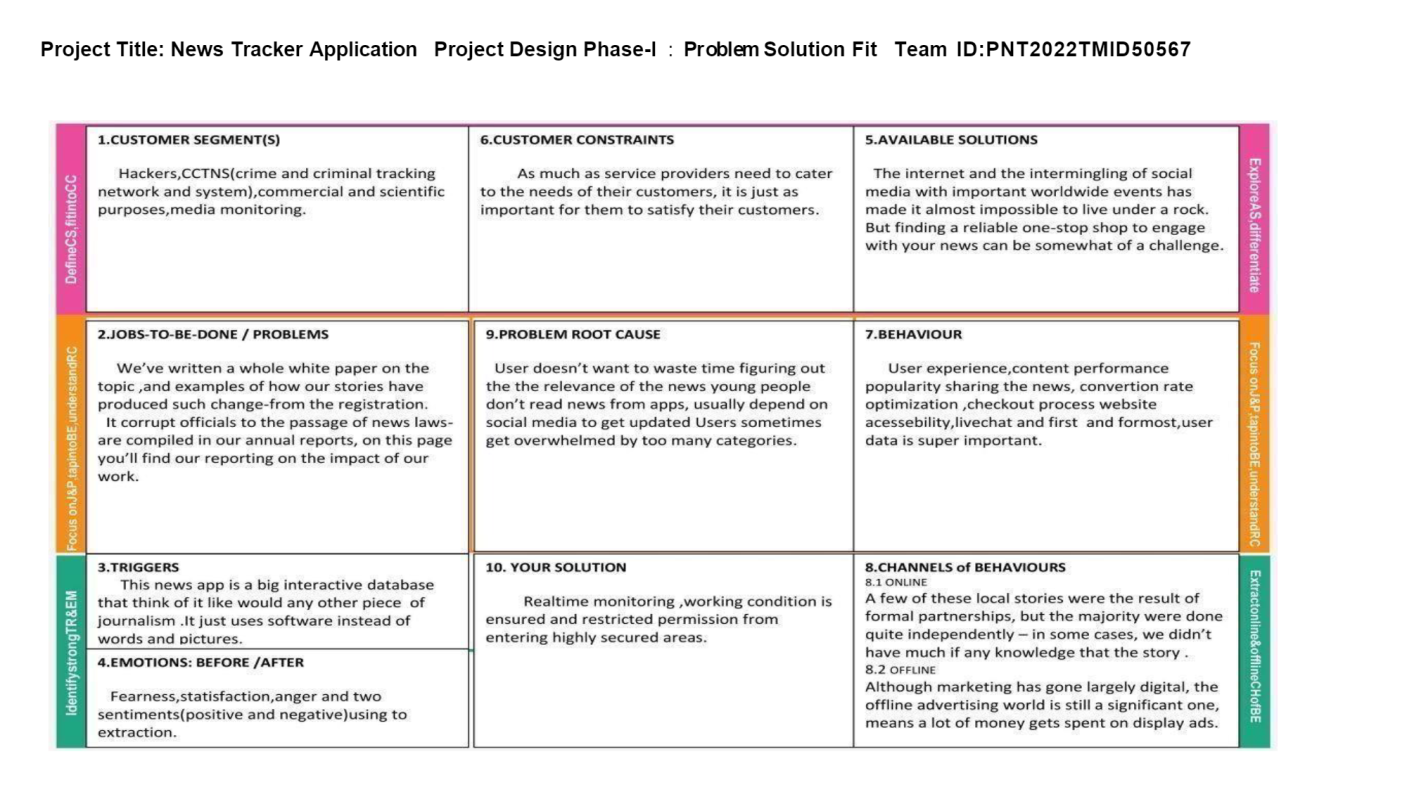 Project Title: News Tracker Application Project Design Phase-I : Problem Solution Fit Team ID:PNT2022TMID50567
DefineCS,fitintoCC
1.CUSTOMER SEGMENT(S)
Hackers,CCTNS(crime and criminal tracking
network and system),commercial and scientific
purposes,media monitoring.
6.CUSTOMER CONSTRAINTS
As much as service providers need to cater
to the needs of their customers, it is just as
important for them to satisfy their customers.
5.AVAILABLE SOLUTIONS
The internet and the intermingling of social
media with important worldwide events has
made it almost impossible to live under a rock.
But finding a reliable one-stop shop to engage
with your news can be somewhat of a challenge.
ExploreAS,differentiate
Focus onJ&P,tapintoBE,understandRC
2.JOBS-TO-BE-DONE / PROBLEMS
We've written a whole white paper on the
topic ,and examples of how our stories have
produced such change-from the registration.
It corrupt officials to the passage of news laws-
are compiled in our annual reports, on this page
you'll find our reporting on the impact of our
work.
9.PROBLEM ROOT CAUSE
User doesn't want to waste time figuring out
the the relevance of the news young people
don't read news from apps, usually depend on
social media to get updated Users sometimes
get overwhelmed by too many categories.
7.BEHAVIOUR
User experience,content performance
popularity sharing the news, convertion rate
optimization ,checkout process website
acessebility,livechat and first and formost,user
data is super important.
Focus onJ&P,tapintoBE,understandRC
IdentifystrongTR&EM
3.TRIGGERS
This news app is a big interactive database
that think of it like would any other piece of
journalism .It just uses software instead of
words and pictures.
4.EMOTIONS: BEFORE /AFTER
Fearness,statisfaction,anger and two
sentiments(positive and negative)using to
extraction.
10. YOUR SOLUTION
Realtime monitoring ,working condition is
ensured and restricted permission from
entering highly secured areas.
8.CHANNELS of BEHAVIOURS
8.1 ONLINE
A few of these local stories were the result of
formal partnerships, but the majority were done
quite independently – in some cases, we didn't
have much if any knowledge that the story .
8.2 OFFLINE
Although marketing has gone largely digital, the
offline advertising world is still a significant one,
means a lot of money gets spent on display ads.
Extractonline&offlineCHofBE